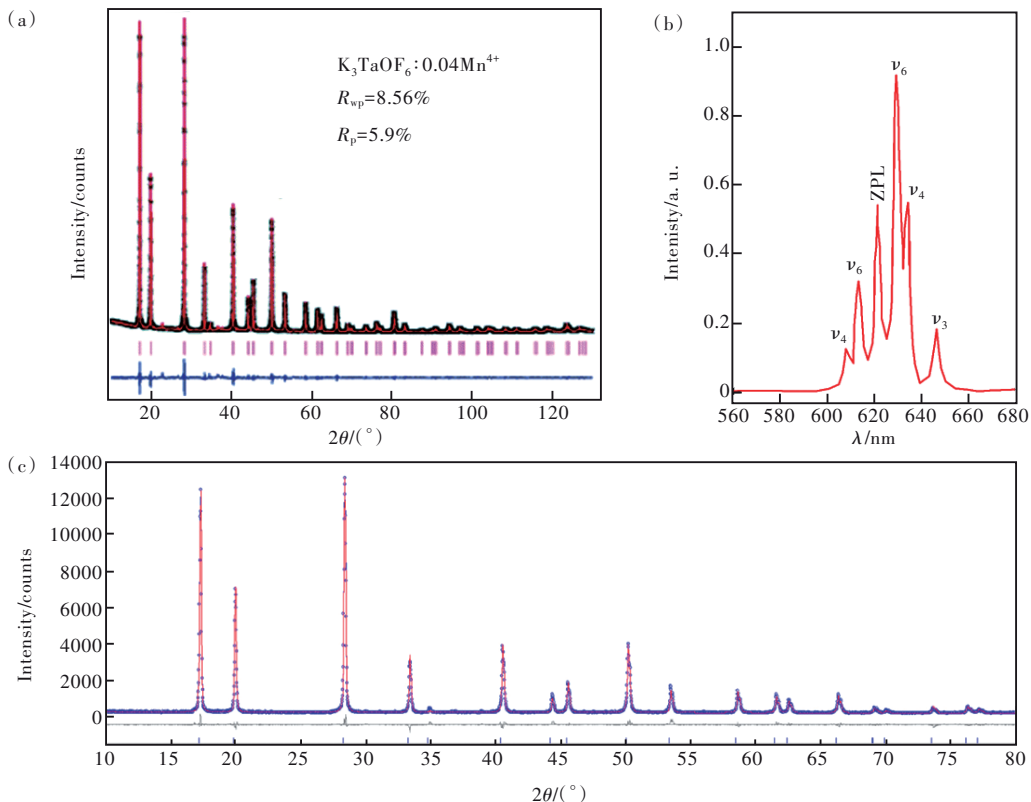 (a)
K₃TaOF₆:0.04Mn⁴⁺
R_wp=8.56%
R_p=5.9%
Intensity/counts
20 40 60 80 100 120
2θ/(°)
(b)
1.0
0.8
0.6
0.4
0.2
0
Intenisty/a. u.
ν₄
ν₆
ZPL
ν₆
ν₄
ν₃
560 600 620 640 660 680
λ/nm
(c)
14000
12000
10000
8000
6000
4000
2000
0
Intensity/counts
10 15 20 25 30 35 40 45 50 55 60 65 70 75 80
2θ/(°)